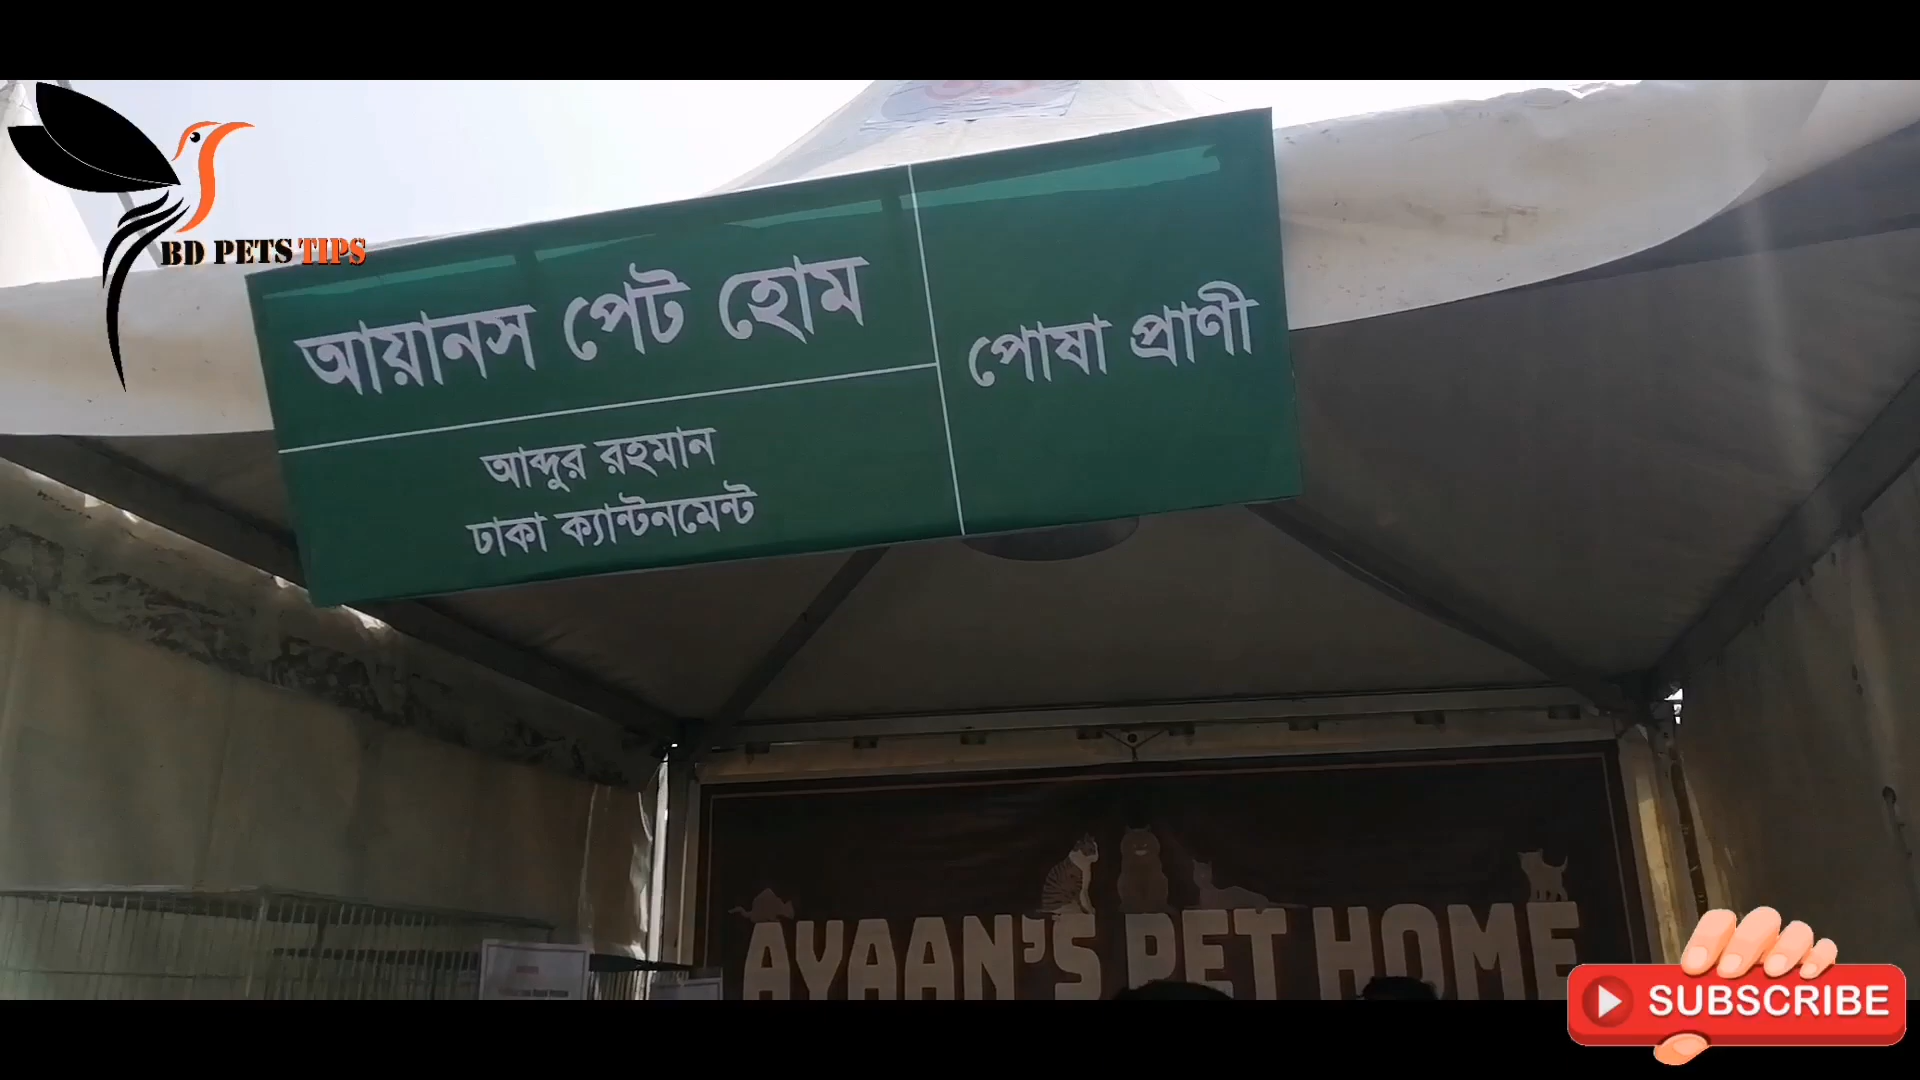 BD PETS TIPS
আয়ানস পেট হোম
আব্দুর রহমান
ঢাকা ক্যান্টনমেন্ট
পোষা প্রাণী
AYAAN'S PET HOME
SUBSCRIBE